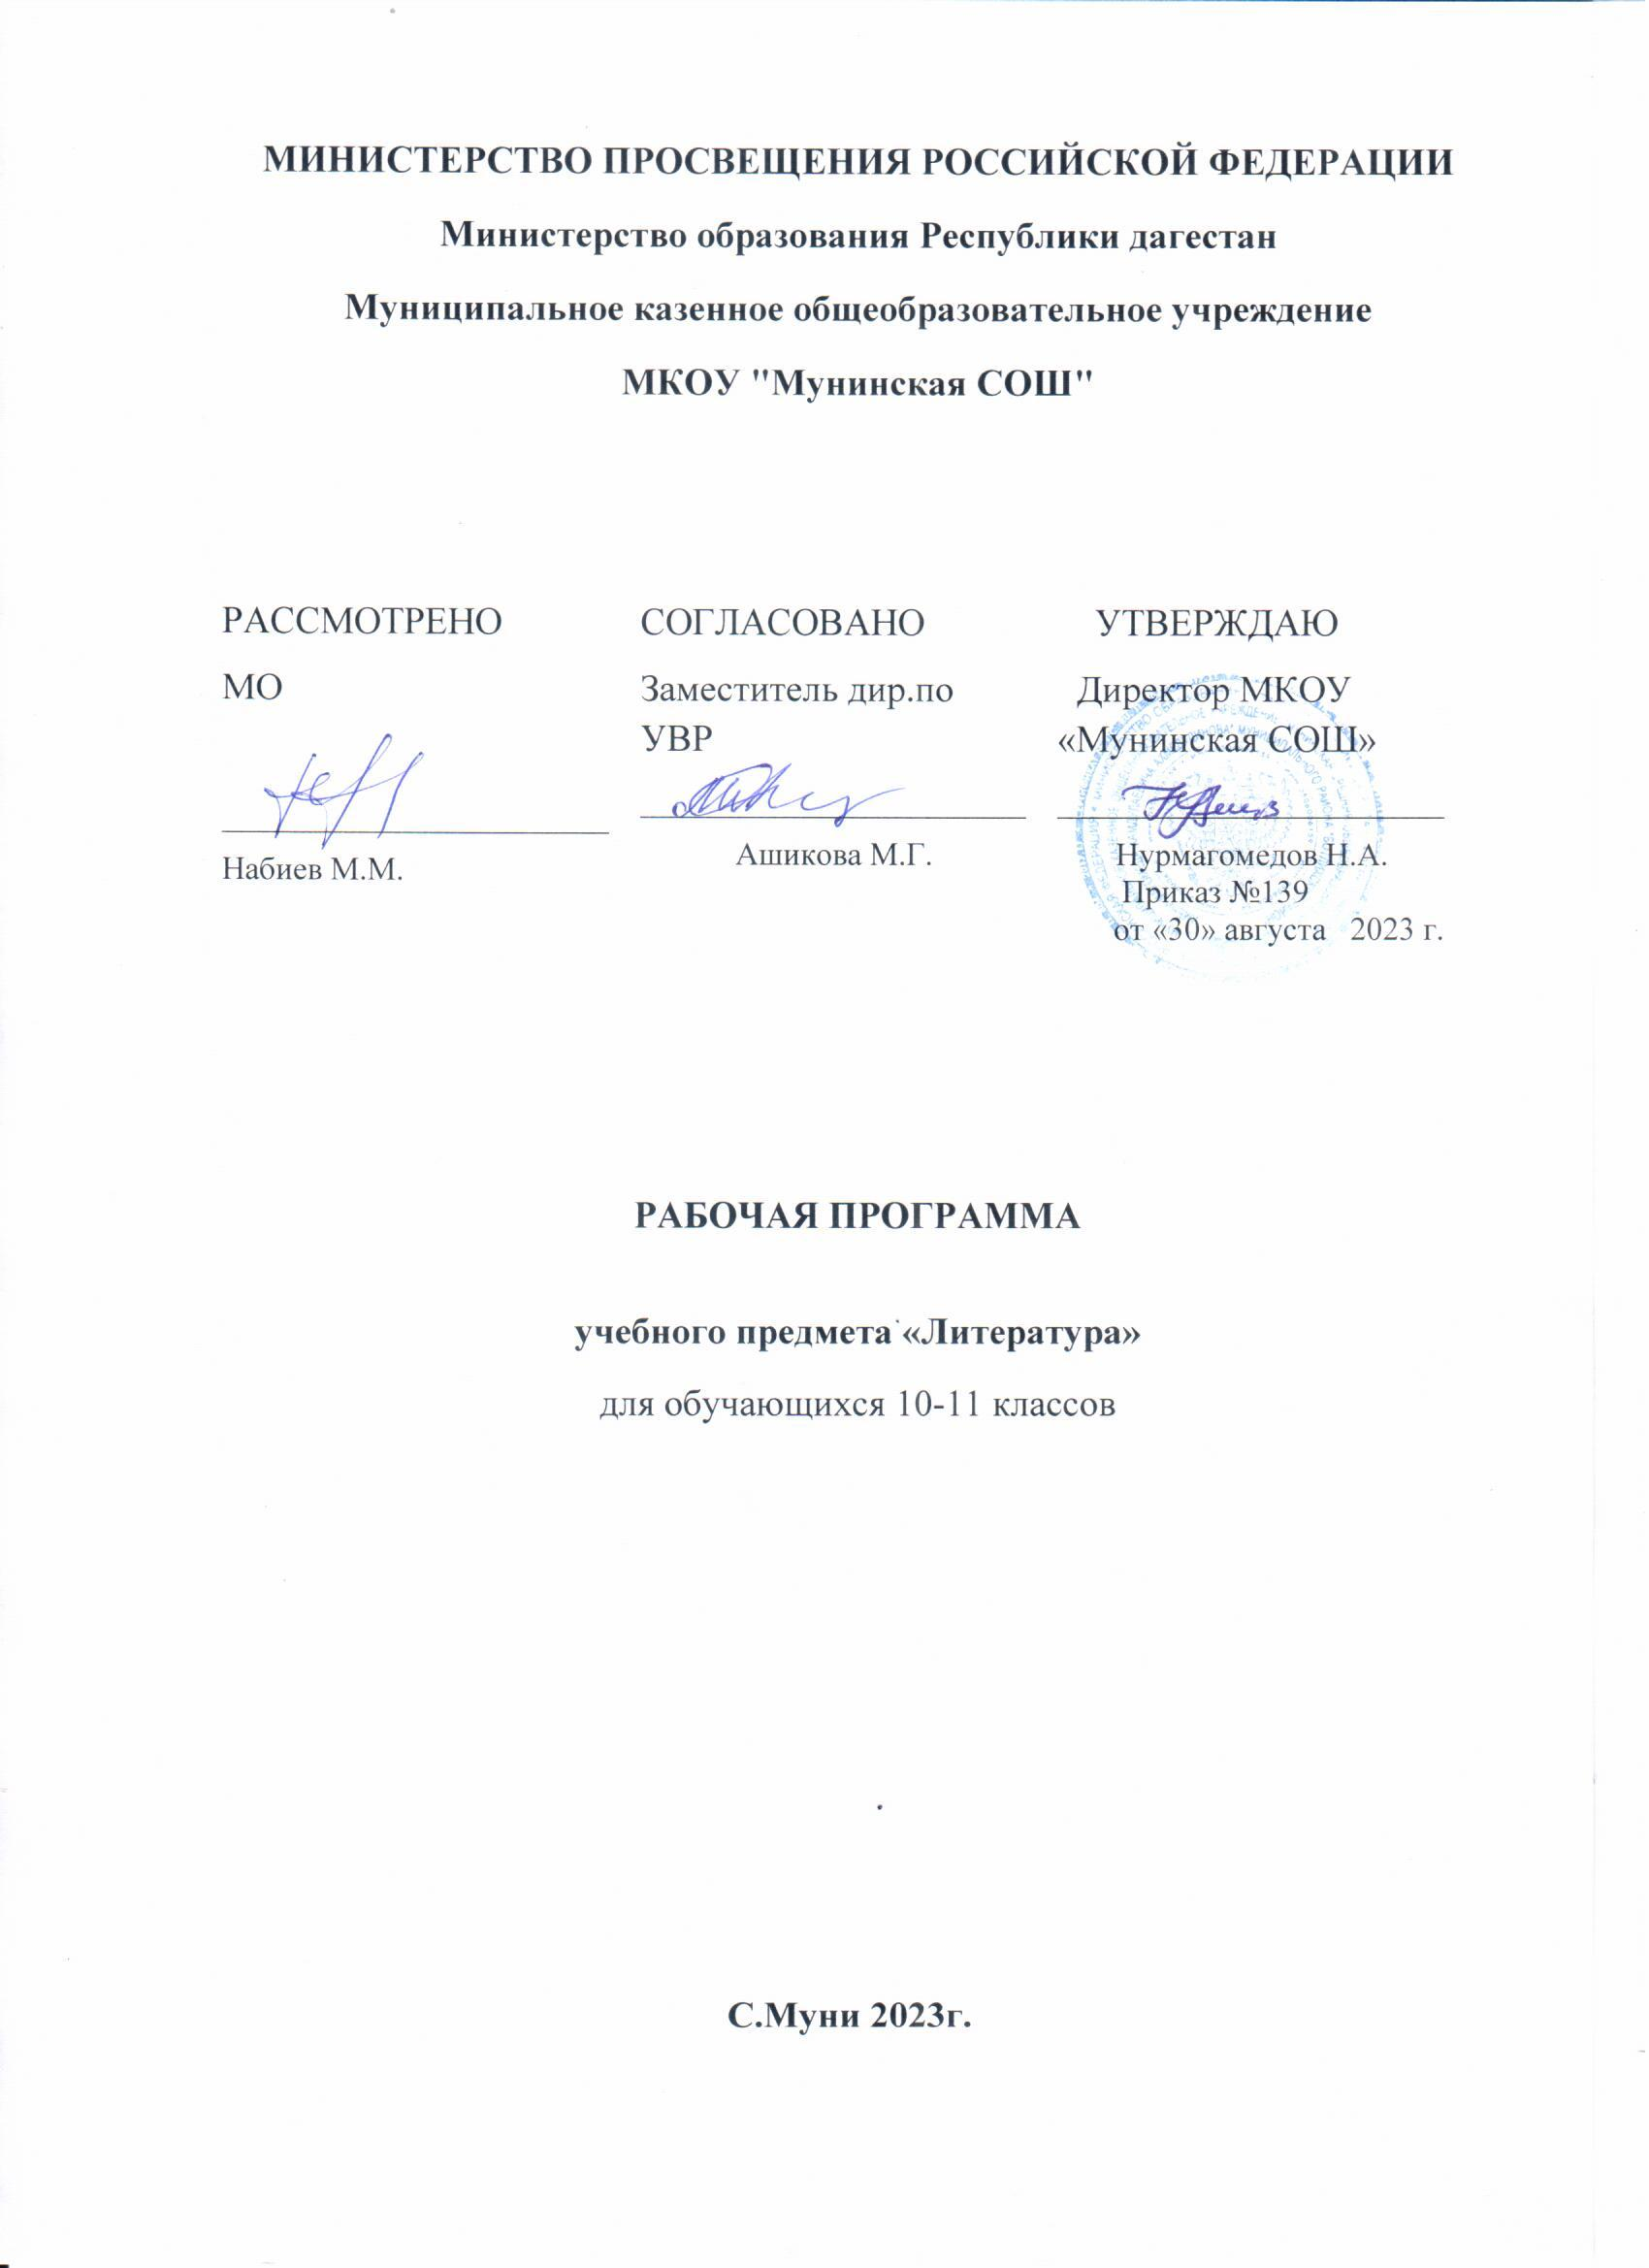 МИНИСТЕРСТВО ПРОСВЕЩЕНИЯ РОССИЙСКОЙ ФЕДЕРАЦИИ
Министерство образования Республики дагестан
Муниципальное казенное общеобразовательное учреждение
МКОУ "Мунинская СОШ"
РАССМОТРЕНО
МО
Набиев М.М.
СОГЛАСОВАНО
Заместитель дир.по
УВР
Ашикова М.Г.
УТВЕРЖДАЮ
Директор МКОУ
«Мунинская СОШ»
Нурмагомедов Н.А.
Приказ №139
от «30» августа 2023 г.
РАБОЧАЯ ПРОГРАММА
учебного предмета «Литература»
для обучающихся 10-11 классов
С.Муни 2023г.